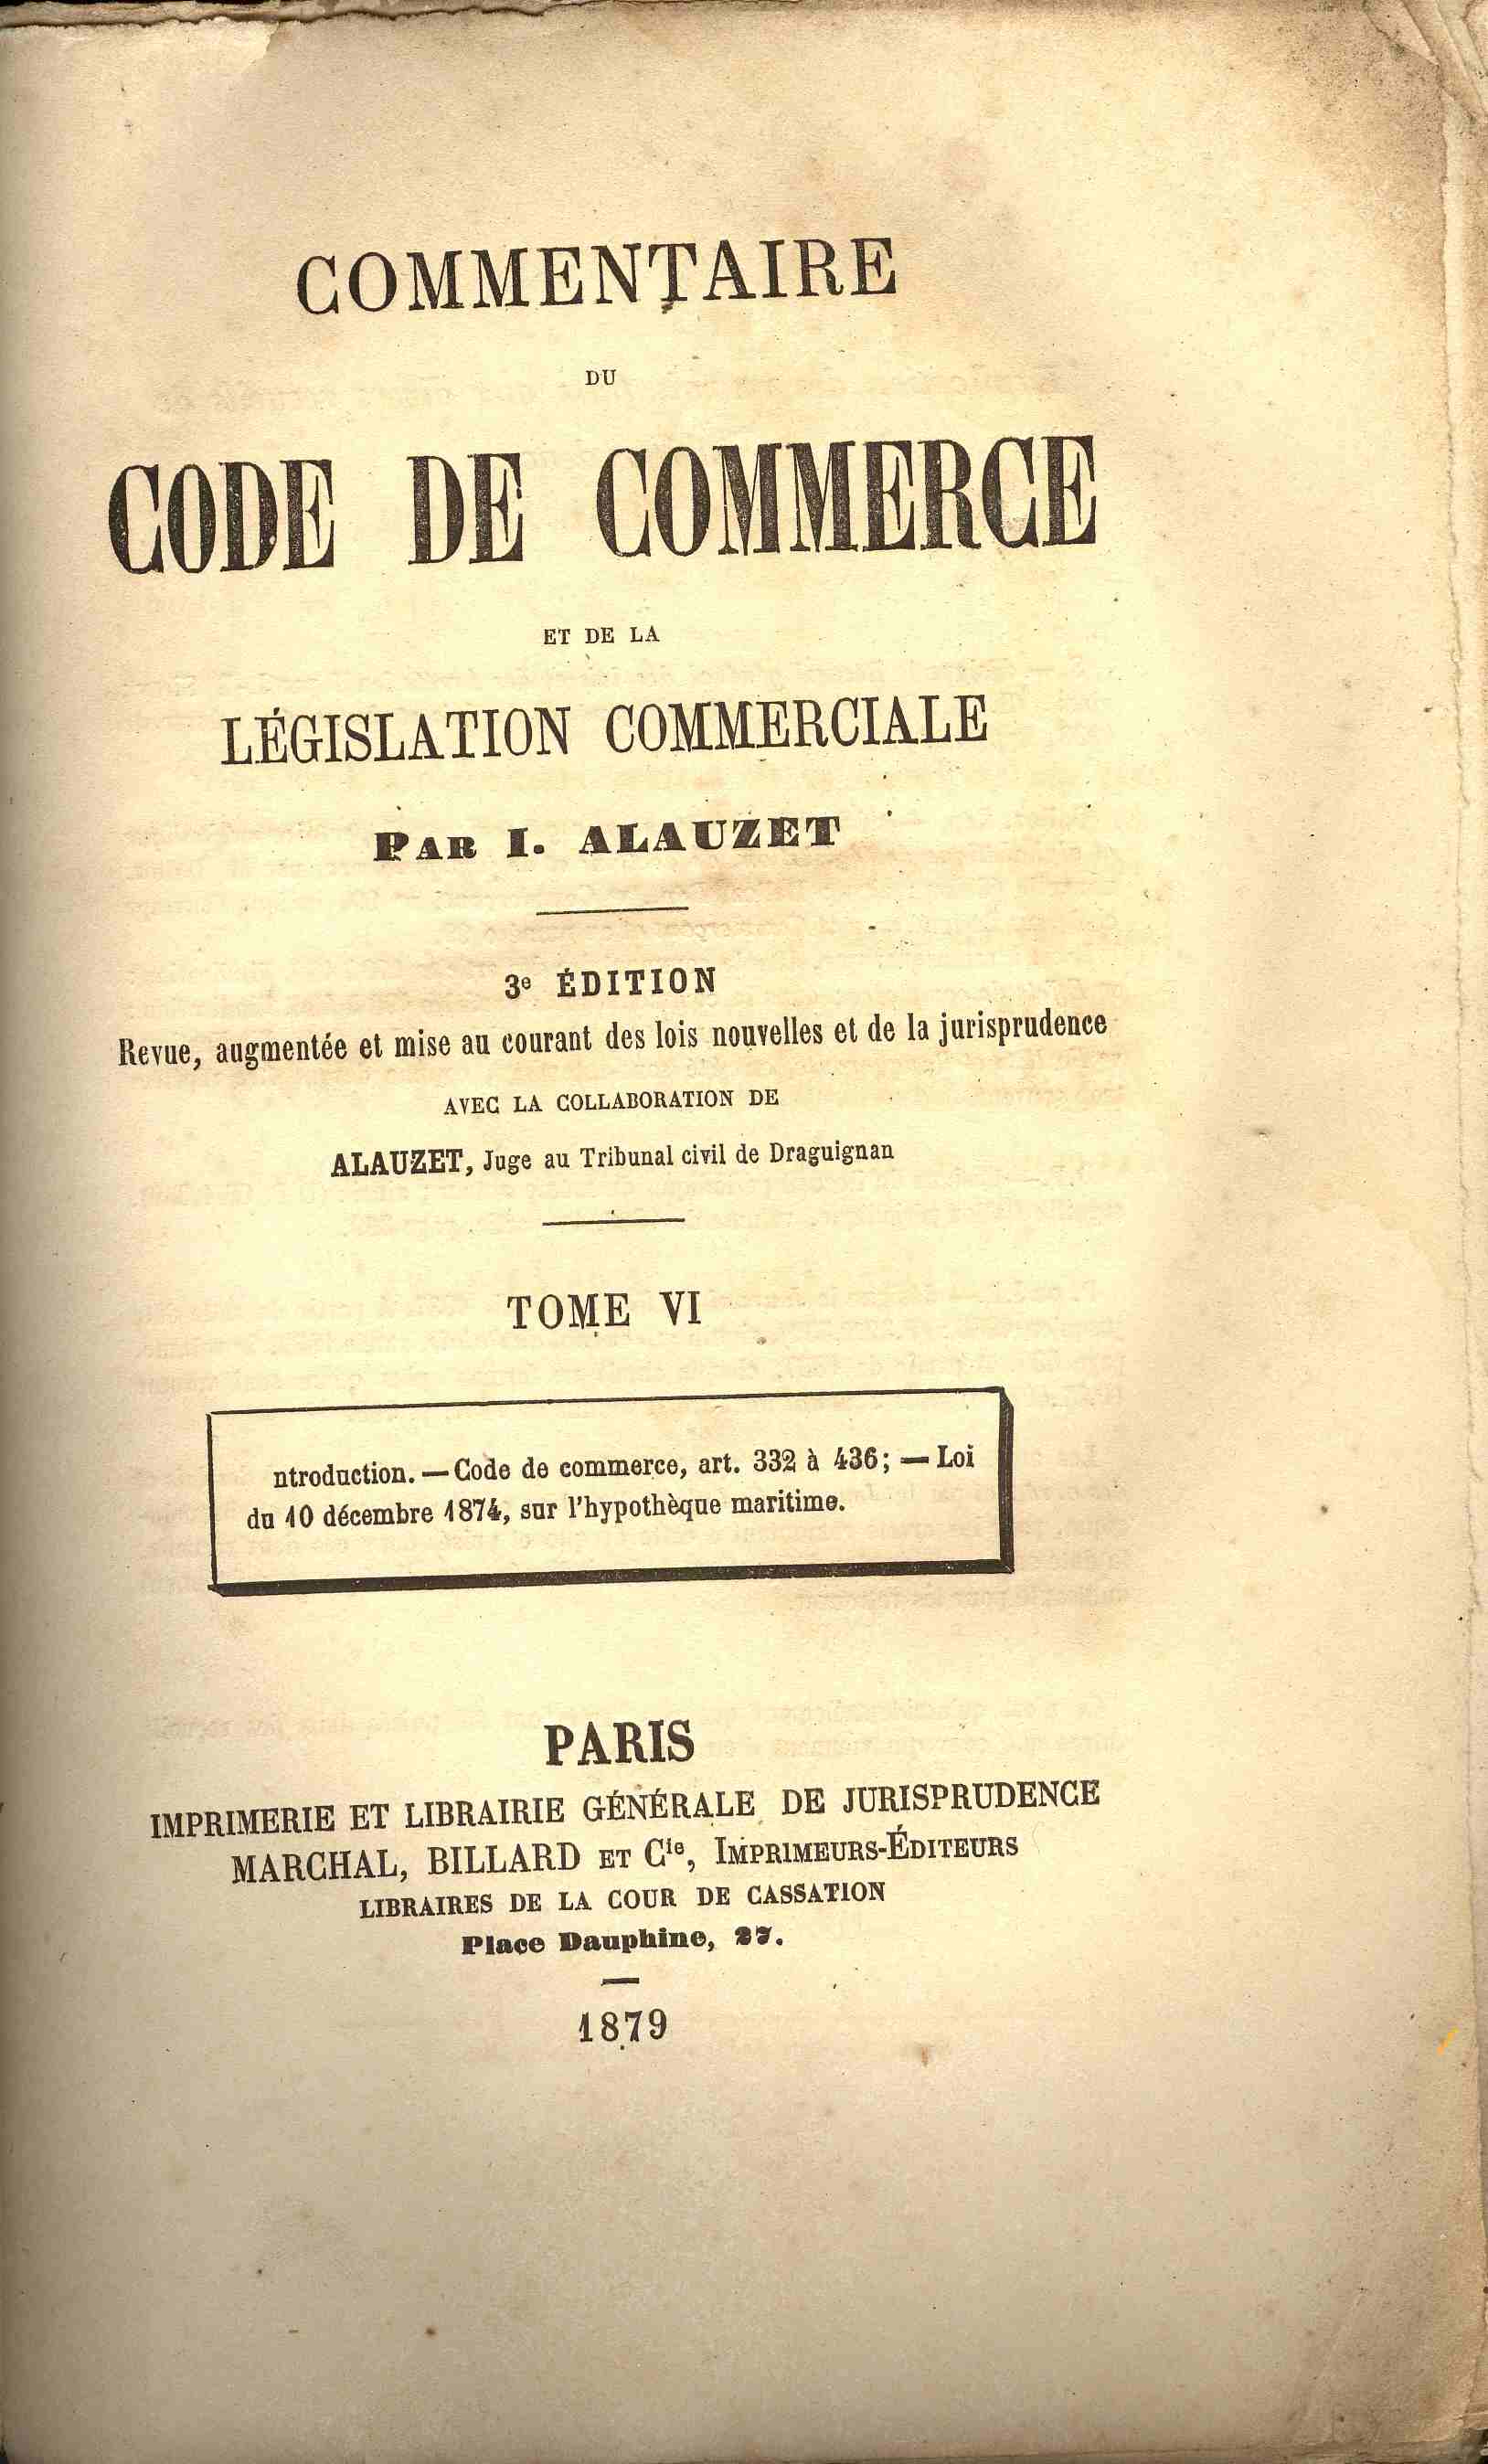 COMMENTAIRE
DU
CODE DE COMMERCE
ET DE LA
LÉGISLATION COMMERCIALE
PAR I. ALAUZET
3e ÉDITION
Revue, augmentée et mise au courant des lois nouvelles et de la jurisprudence
AVEC LA COLLABORATION DE
ALAUZET, Juge au Tribunal civil de Draguignan
TOME VI
ntroduction. — Code de commerce, art. 332 à 436; — Loi
du 10 décembre 1874, sur l'hypothèque maritime.
PARIS
IMPRIMERIE ET LIBRAIRIE GÉNÉRALE DE JURISPRUDENCE
MARCHAL, BILLARD ET Cie, IMPRIMEURS-ÉDITEURS
LIBRAIRES DE LA COUR DE CASSATION
Place Dauphine, 27.
1879